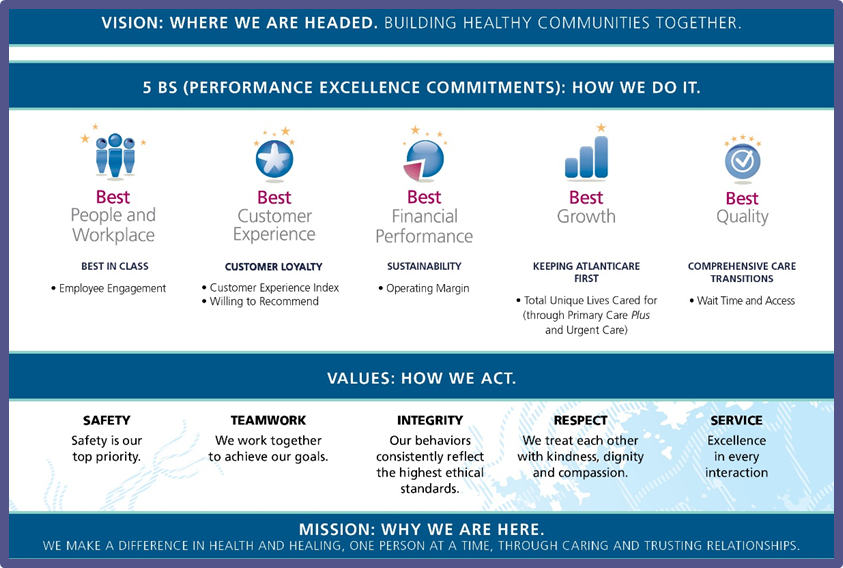 VISION: WHERE WE ARE HEADED. BUILDING HEALTHY COMMUNITIES TOGETHER.
5 BS (PERFORMANCE EXCELLENCE COMMITMENTS): HOW WE DO IT.
Best
People and
Workplace
BEST IN CLASS
• Employee Engagement
Best
Customer
Experience
CUSTOMER LOYALTY
• Customer Experience Index
• Willing to Recommend
Best
Financial
Performance
SUSTAINABILITY
• Operating Margin
Best
Growth
KEEPING ATLANTICARE
FIRST
• Total Unique Lives Cared for
(through Primary Care Plus
and Urgent Care)
Best
Quality
COMPREHENSIVE CARE
TRANSITIONS
• Wait Time and Access
VALUES: HOW WE ACT.
SAFETY
Safety is our
top priority.
TEAMWORK
We work together
to achieve our goals.
INTEGRITY
Our behaviors
consistently reflect
the highest ethical
standards.
RESPECT
We treat each other
with kindness, dignity
and compassion.
SERVICE
Excellence
in every
interaction
MISSION: WHY WE ARE HERE.
WE MAKE A DIFFERENCE IN HEALTH AND HEALING, ONE PERSON AT A TIME, THROUGH CARING AND TRUSTING RELATIONSHIPS.